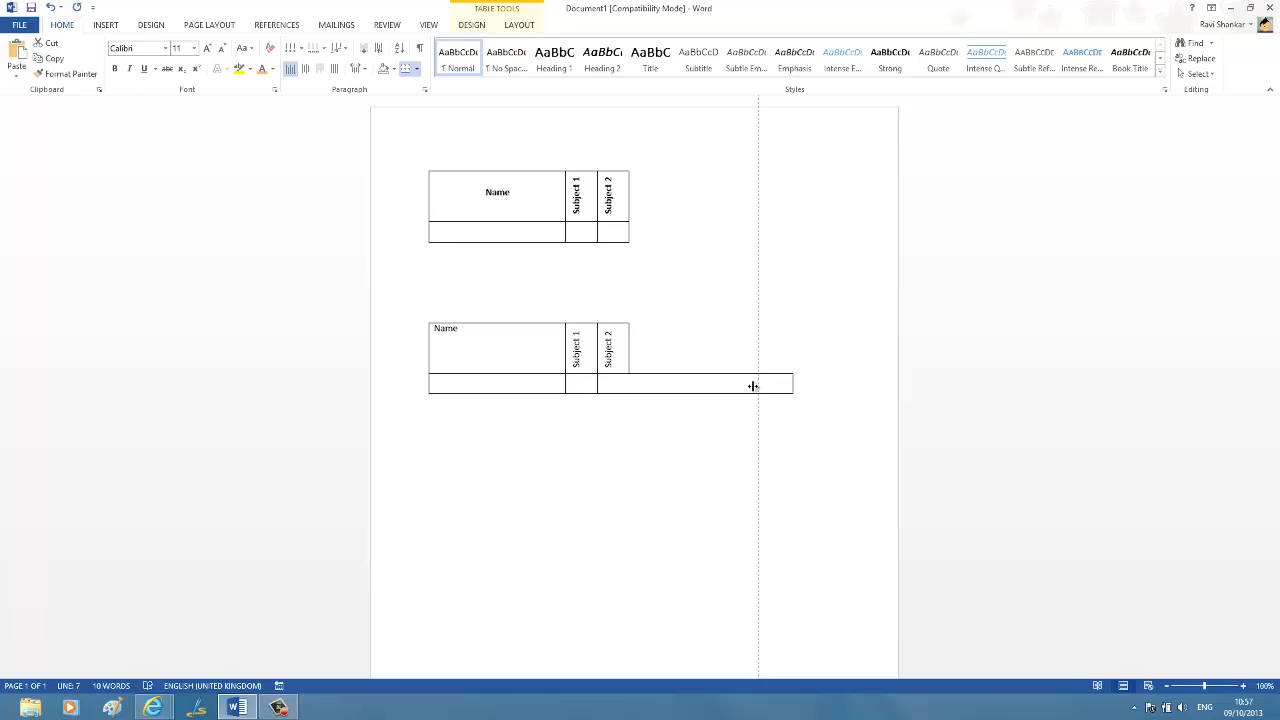 TABLE TOOLS
Document1 [Compatibility Mode] - Word
FILE HOME INSERT DESIGN PAGE LAYOUT REFERENCES MAILINGS REVIEW VIEW DESIGN LAYOUT
Ravi Shankar
Paste
Cut
Copy
Format Painter
Clipboard
Calibri 11
Font
Paragraph
AaBbCcDc AaBbCcDc AaBbC AaBbCc AaBbC AaBbCcD AaBbCcDc AaBbCcDc AaBbCcDc AaBbCcDc AaBbCcDc AaBbCcDc AaBbCcDc AaBbCcDc AaBbCcDc
¶ Normal ¶ No Spac... Heading 1 Heading 2 Title Subtitle Subtle Em... Emphasis Intense E... Strong Quote Intense Q... Subtle Ref... Intense Re... Book Title
Styles
Find
Replace
Select
Editing
Name Subject 1 Subject 2
Name Subject 1 Subject 2
PAGE 1 OF 1 LINE: 7 10 WORDS ENGLISH (UNITED KINGDOM) 100%
ENG
10:57
09/10/2013